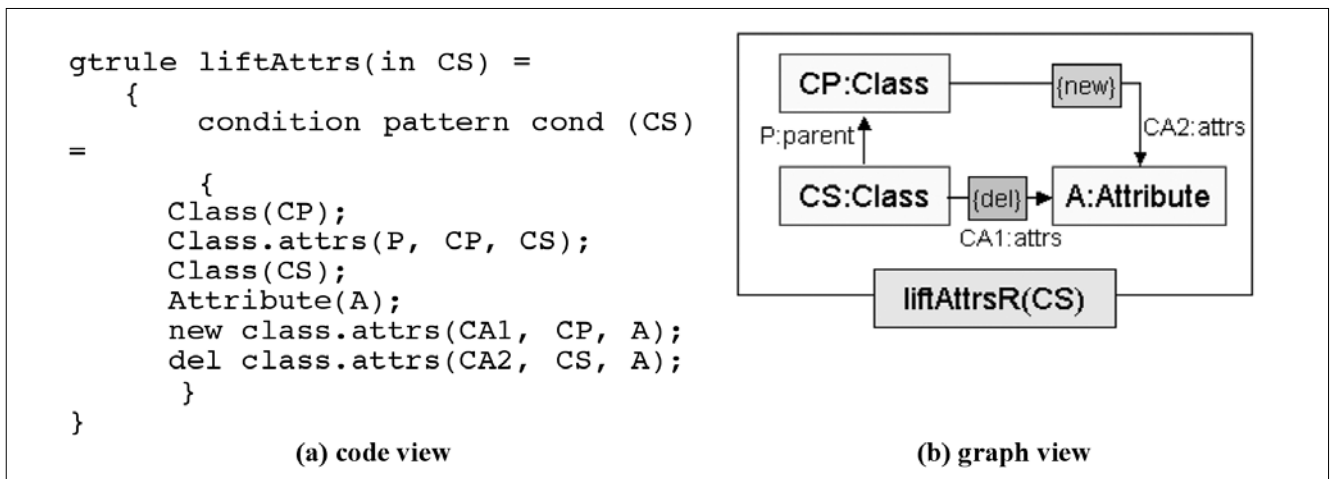 gtrule liftAttrs(in CS) =
{
condition pattern cond (CS)
=
{
Class(CP);
Class.attrs(P, CP, CS);
Class(CS);
Attribute(A);
new class.attrs(CA1, CP, A);
del class.attrs(CA2, CS, A);
}
}
(a) code view
CP:Class
{new}
P:parent
CA2:attrs
CS:Class
{del}
A:Attribute
CA1:attrs
liftAttrsR(CS)
(b) graph view